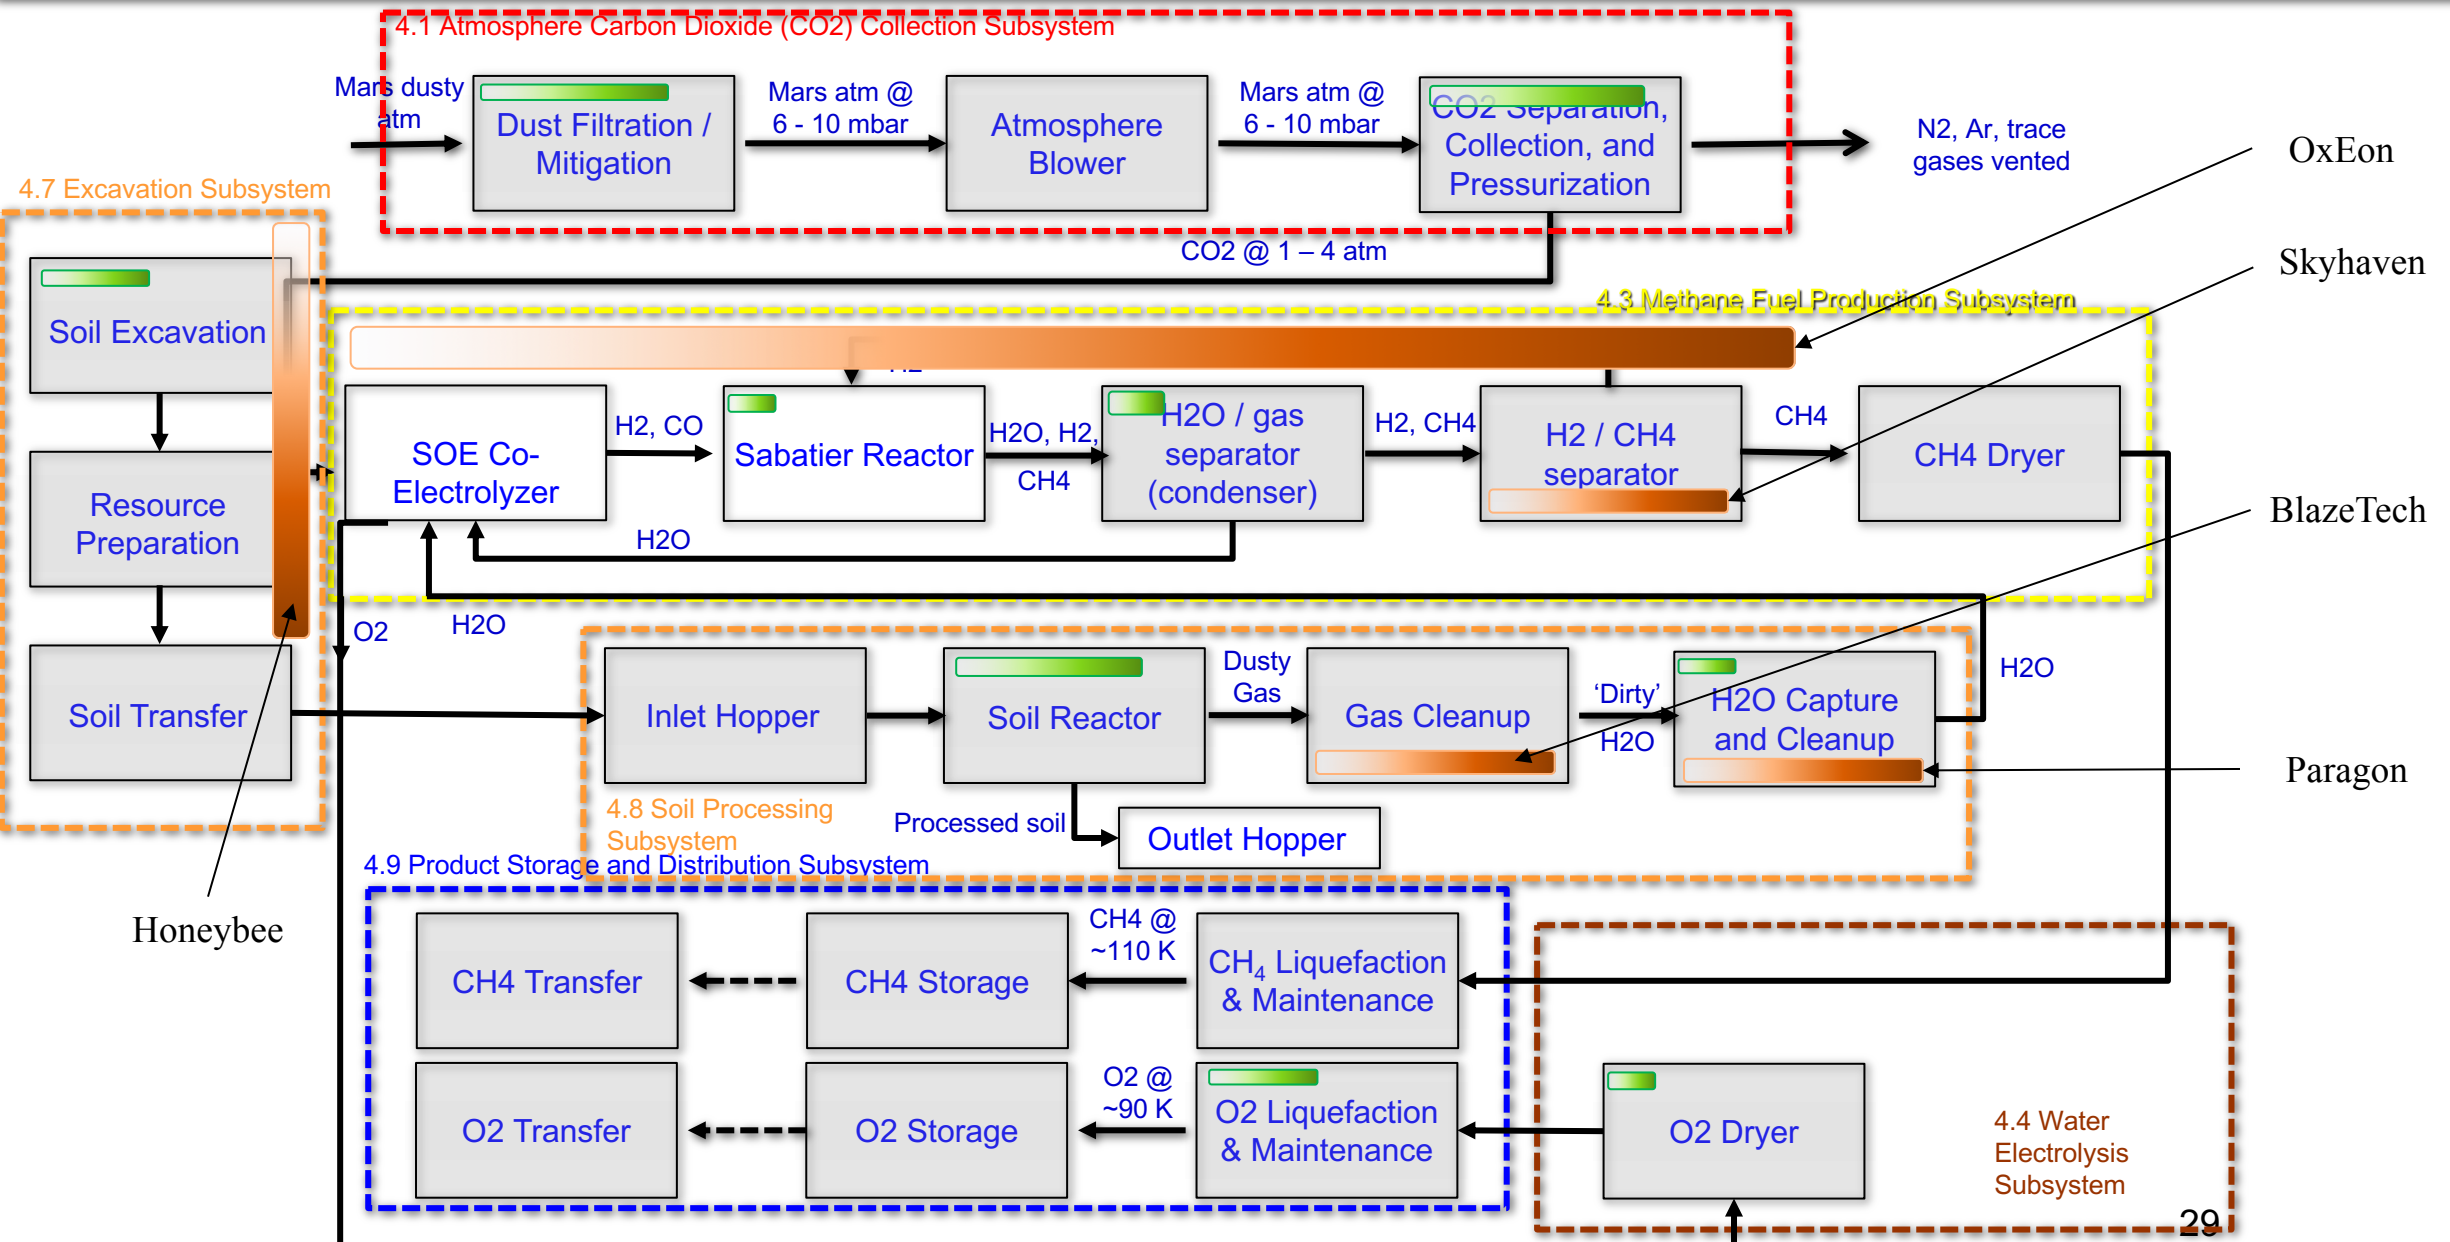 4.1 Atmosphere Carbon Dioxide (CO2) Collection Subsystem
Mars dusty
atm
Dust Filtration /
Mitigation
Mars atm @
6 - 10 mbar
Atmosphere
Blower
Mars atm @
6 - 10 mbar
CO2 Separation,
Collection, and
Pressurization
N2, Ar, trace
gases vented
OxEon
4.7 Excavation Subsystem
CO2 @ 1 – 4 atm
Skyhaven
4.3 Methane Fuel Production Subsystem
Soil Excavation
H2
SOE Co-
Electrolyzer
H2, CO
Sabatier Reactor
H2O, H2,
CH4
H2O / gas
separator
(condenser)
H2, CH4
H2 / CH4
separator
CH4
CH4 Dryer
Resource
Preparation
BlazeTech
H2O
O2
H2O
Soil Transfer
Inlet Hopper
Soil Reactor
Dusty
Gas
Gas Cleanup
‘Dirty’
H2O
H2O Capture
and Cleanup
H2O
Paragon
4.8 Soil Processing
Subsystem
Processed soil
Outlet Hopper
4.9 Product Storage and Distribution Subsystem
Honeybee
CH4 Transfer
CH4 Storage
CH4 @
~110 K
CH4 Liquefaction
& Maintenance
O2 Transfer
O2 Storage
O2 @
~90 K
O2 Liquefaction
& Maintenance
O2 Dryer
4.4 Water
Electrolysis
Subsystem
29